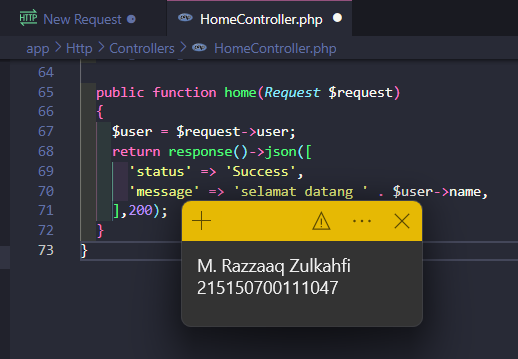 HTTP New Request HomeController.php
app > Http > Controllers > HomeController.php
64
65 public function home(Request $request)
66 {
67 $user = $request->user;
68 return response()->json([
69 'status' => 'Success',
70 'message' => 'selamat datang ' . $user->name,
71 ],200);
72 }
73 }
M. Razzaaq Zulkahfi
215150700111047